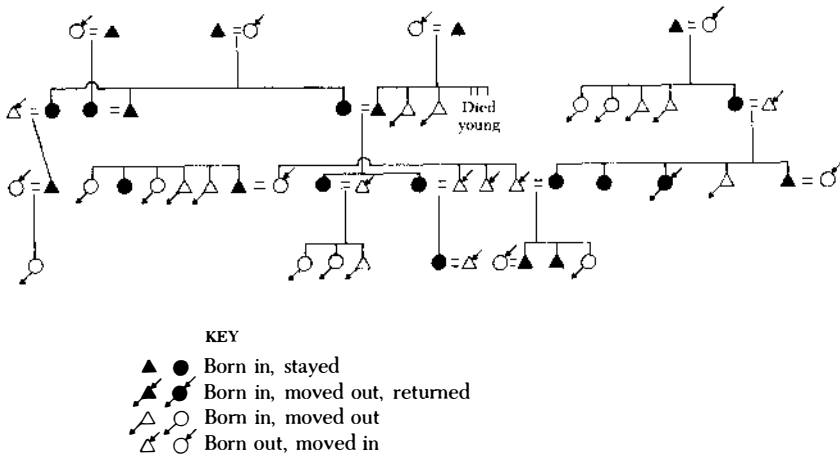 Died
young
KEY
Born in, stayed
Born in, moved out, returned
Born in, moved out
Born out, moved in